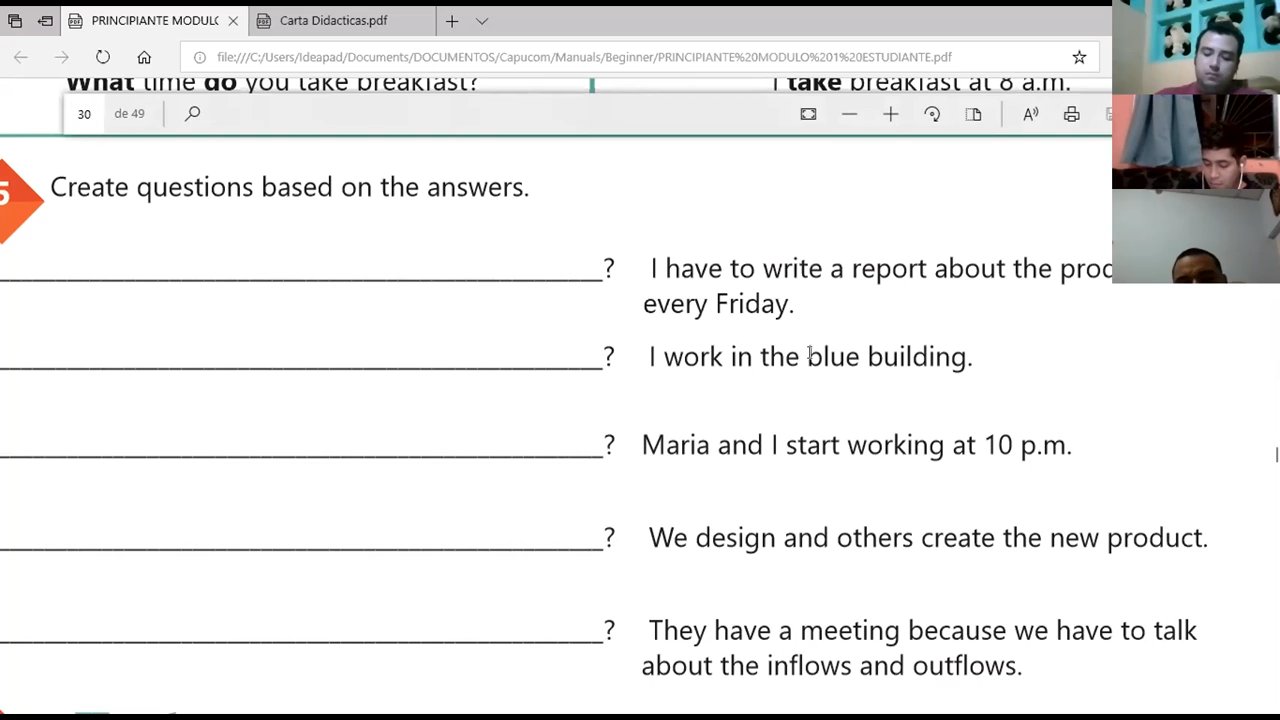 PRINCIPIANTE MODULO
Carta Didacticas.pdf
file:///C:/Users/Ideapad/Documents/DOCUMENTOS/Capucom/Manuals/Beginner/PRINCIPIANTE%20MODULO%201%20ESTUDIANTE.pdf
What time do you take breakfast? I take breakfast at 8 a.m.
30 de 49
5 Create questions based on the answers.
? I have to write a report about the
every Friday.
? I work in the blue building.
? Maria and I start working at 10 p.m.
? We design and others create the new product.
? They have a meeting because we have to talk
about the inflows and outflows.